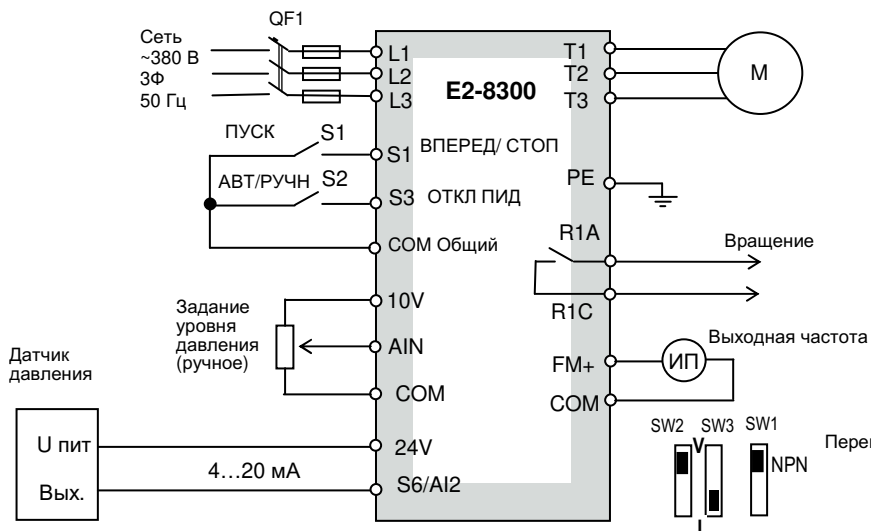 QF1
Сеть
~380 В
3Ф
50 Гц
L1
L2
L3
E2-8300
T1
T2
T3
M
ПУСК
S1
S1
ВПЕРЕД/ СТОП
АВТ/РУЧН
S2
S3
ОТКЛ ПИД
COM Общий
PE
R1A
Вращение
R1C
10V
Задание
уровня
давления
(ручное)
AIN
COM
Выходная частота
FM+
ИП
COM
Датчик
давления
U пит
24V
4...20 мА
Вых.
S6/AI2
SW2
SW3
SW1
V
NPN
I